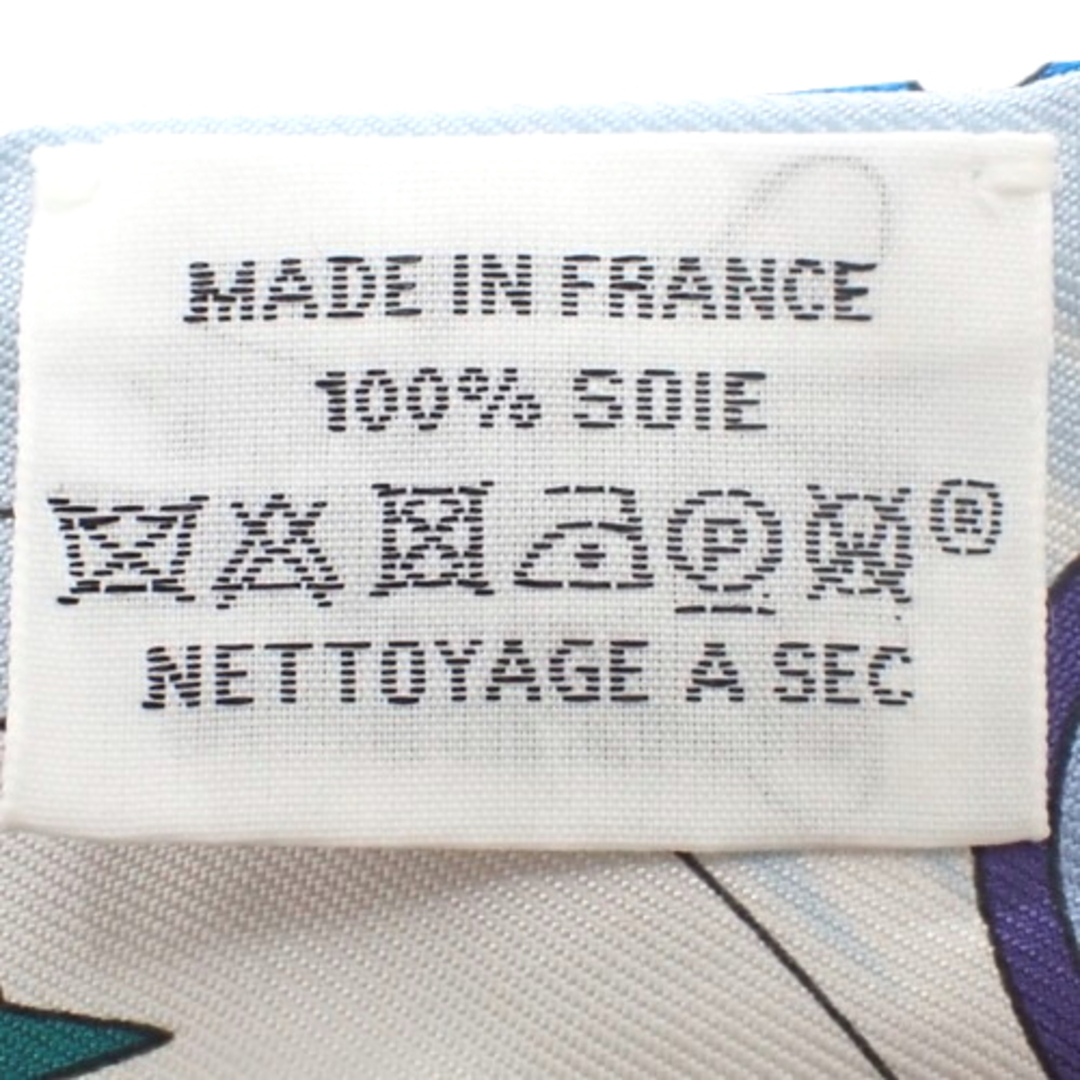 MADE IN FRANCE
100% SOIE
P W ®
NETTOYAGE A SEC